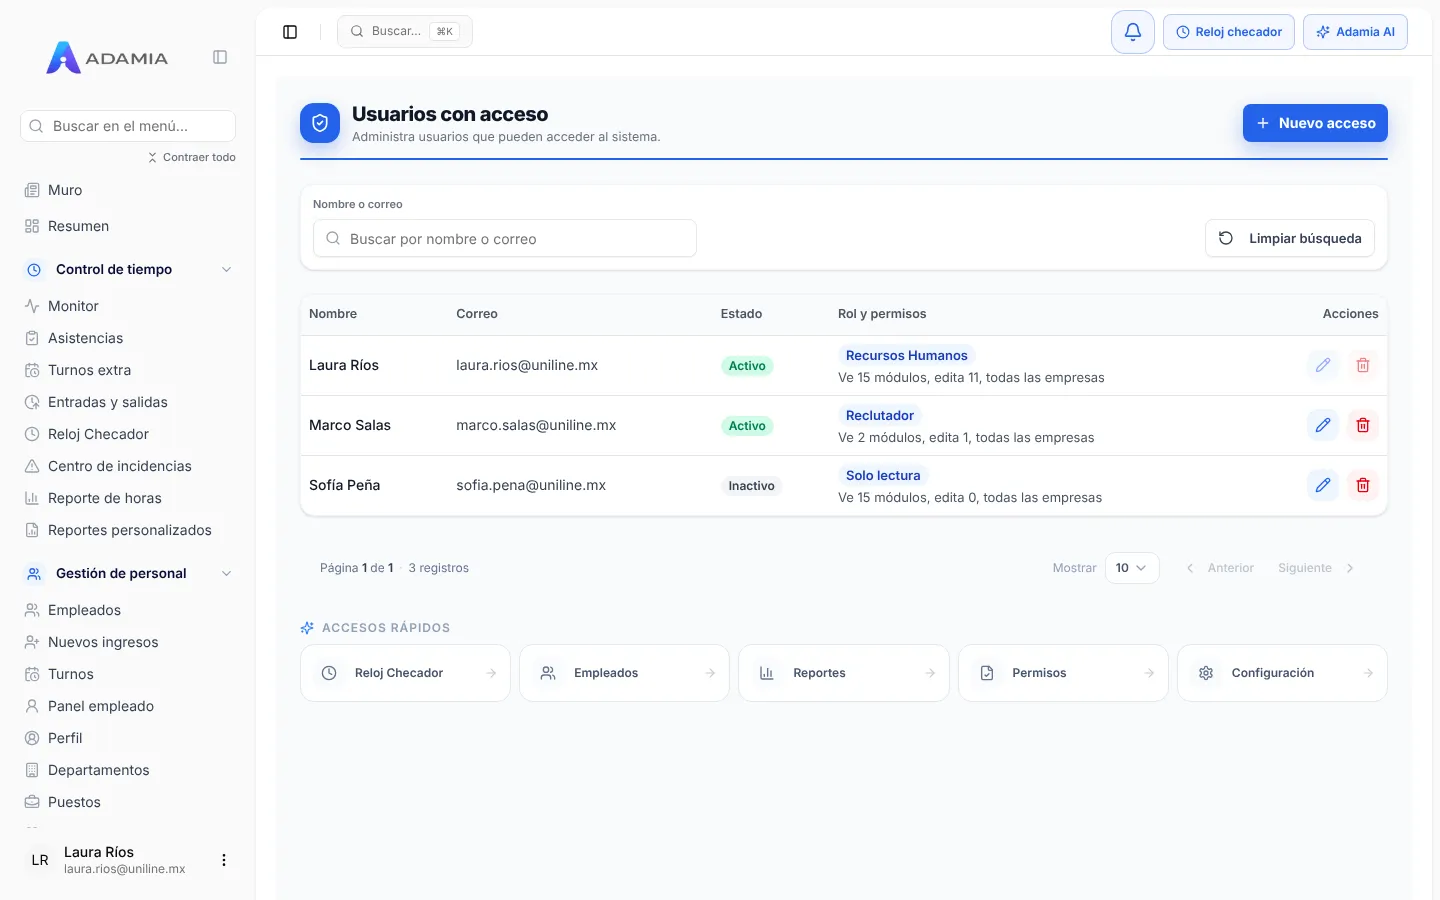 ADAMIA
Buscar en el menú...
Contraer todo
Muro
Resumen
Control de tiempo
Monitor
Asistencias
Turnos extra
Entradas y salidas
Reloj Checador
Centro de incidencias
Reporte de horas
Reportes personalizados
Gestión de personal
Empleados
Nuevos ingresos
Turnos
Panel empleado
Perfil
Departamentos
Puestos
LR
Laura Ríos
laura.rios@uniline.mx
Buscar... ⌘K
Reloj checador
Adamia AI
Usuarios con acceso
Administra usuarios que pueden acceder al sistema.
Nuevo acceso
Nombre o correo
Buscar por nombre o correo
Limpiar búsqueda
Nombre Correo Estado Rol y permisos Acciones
Laura Ríos laura.rios@uniline.mx Activo Recursos Humanos
Ve 15 módulos, edita 11, todas las empresas
Marco Salas marco.salas@uniline.mx Activo Reclutador
Ve 2 módulos, edita 1, todas las empresas
Sofía Peña sofia.pena@uniline.mx Inactivo Solo lectura
Ve 15 módulos, edita 0, todas las empresas
Página 1 de 1 · 3 registros
Mostrar 10 Anterior Siguiente
ACCESOS RÁPIDOS
Reloj Checador
Empleados
Reportes
Permisos
Configuración